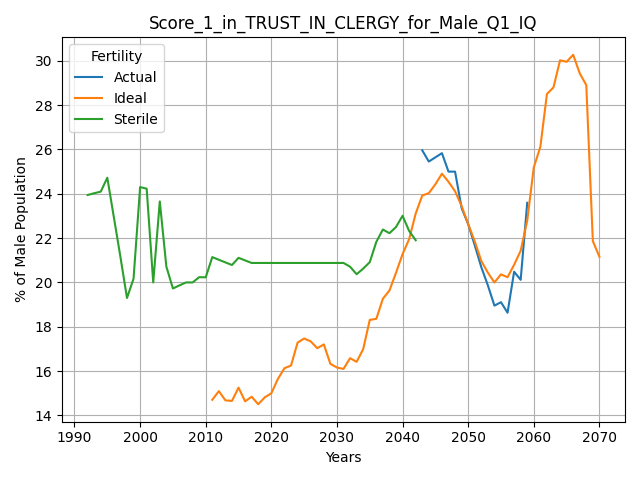 Score_1_in_TRUST_IN_CLERGY_for_Male_Q1_IQ
Fertility
Actual
Ideal
Sterile
% of Male Population
30
28
26
24
22
20
18
16
14
1990 2000 2010 2020 2030 2040 2050 2060 2070
Years